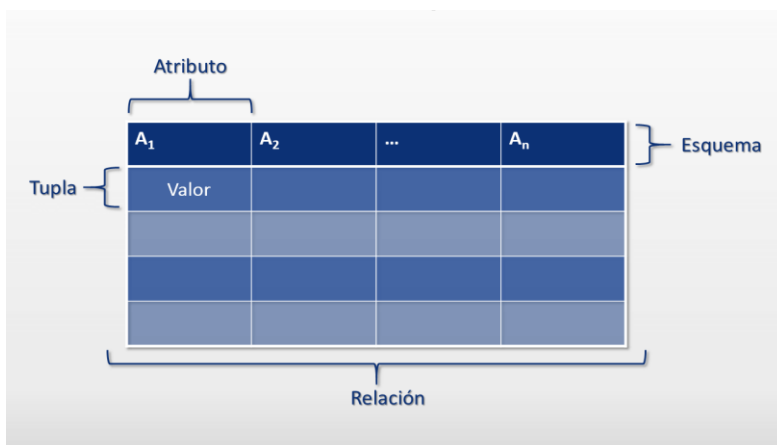 Atributo
A₁ A₂ ... Aₙ
Esquema
Tupla
Valor
Relación